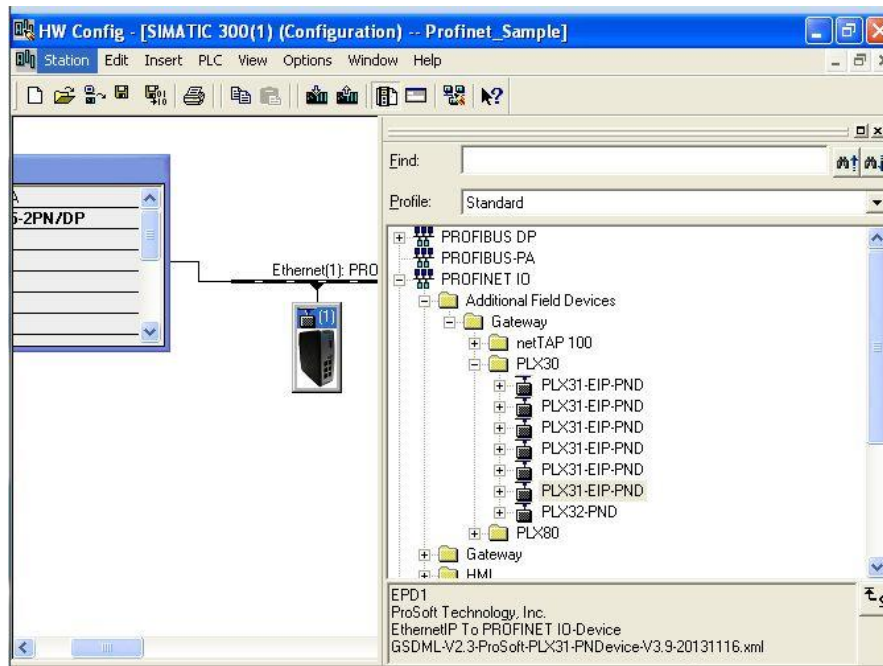 HW Config - [SIMATIC 300(1) (Configuration) -- Profinet_Sample]
Station Edit Insert PLC View Options Window Help
Find:
Profile: Standard
5-2PN/DP
Ethernet(1): PRO
(1)
PROFIBUS DP
PROFIBUS-PA
PROFINET IO
Additional Field Devices
Gateway
netTAP 100
PLX30
PLX31-EIP-PND
PLX31-EIP-PND
PLX31-EIP-PND
PLX31-EIP-PND
PLX31-EIP-PND
PLX31-EIP-PND
PLX32-PND
PLX80
Gateway
HMI
EPD1
ProSoft Technology, Inc.
EthernetIP To PROFINET IO-Device
GSDML-V2.3-ProSoft-PLX31-PNDevice-V3.9-20131116.xml